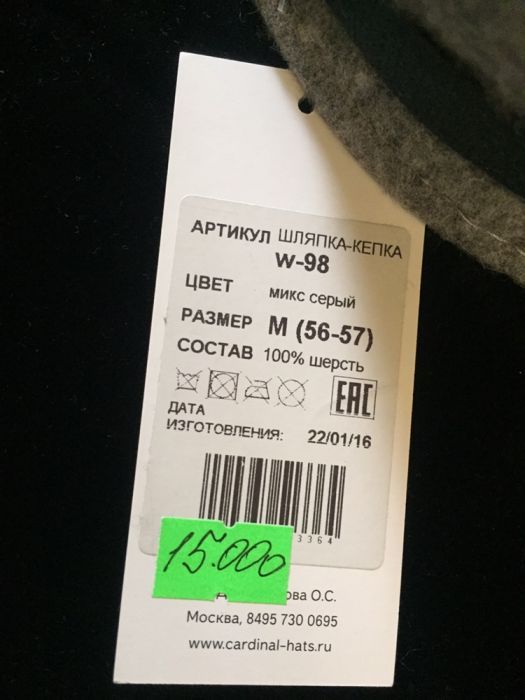 АРТИКУЛ ШЛЯПКА-КЕПКА
W-98
ЦВЕТ микс серый
РАЗМЕР M (56-57)
СОСТАВ 100% шерсть
EAC
ДАТА
ИЗГОТОВЛЕНИЯ: 22/01/16
3364
15.000
О.С.
Москва, 8495 730 0695
www.cardinal-hats.ru